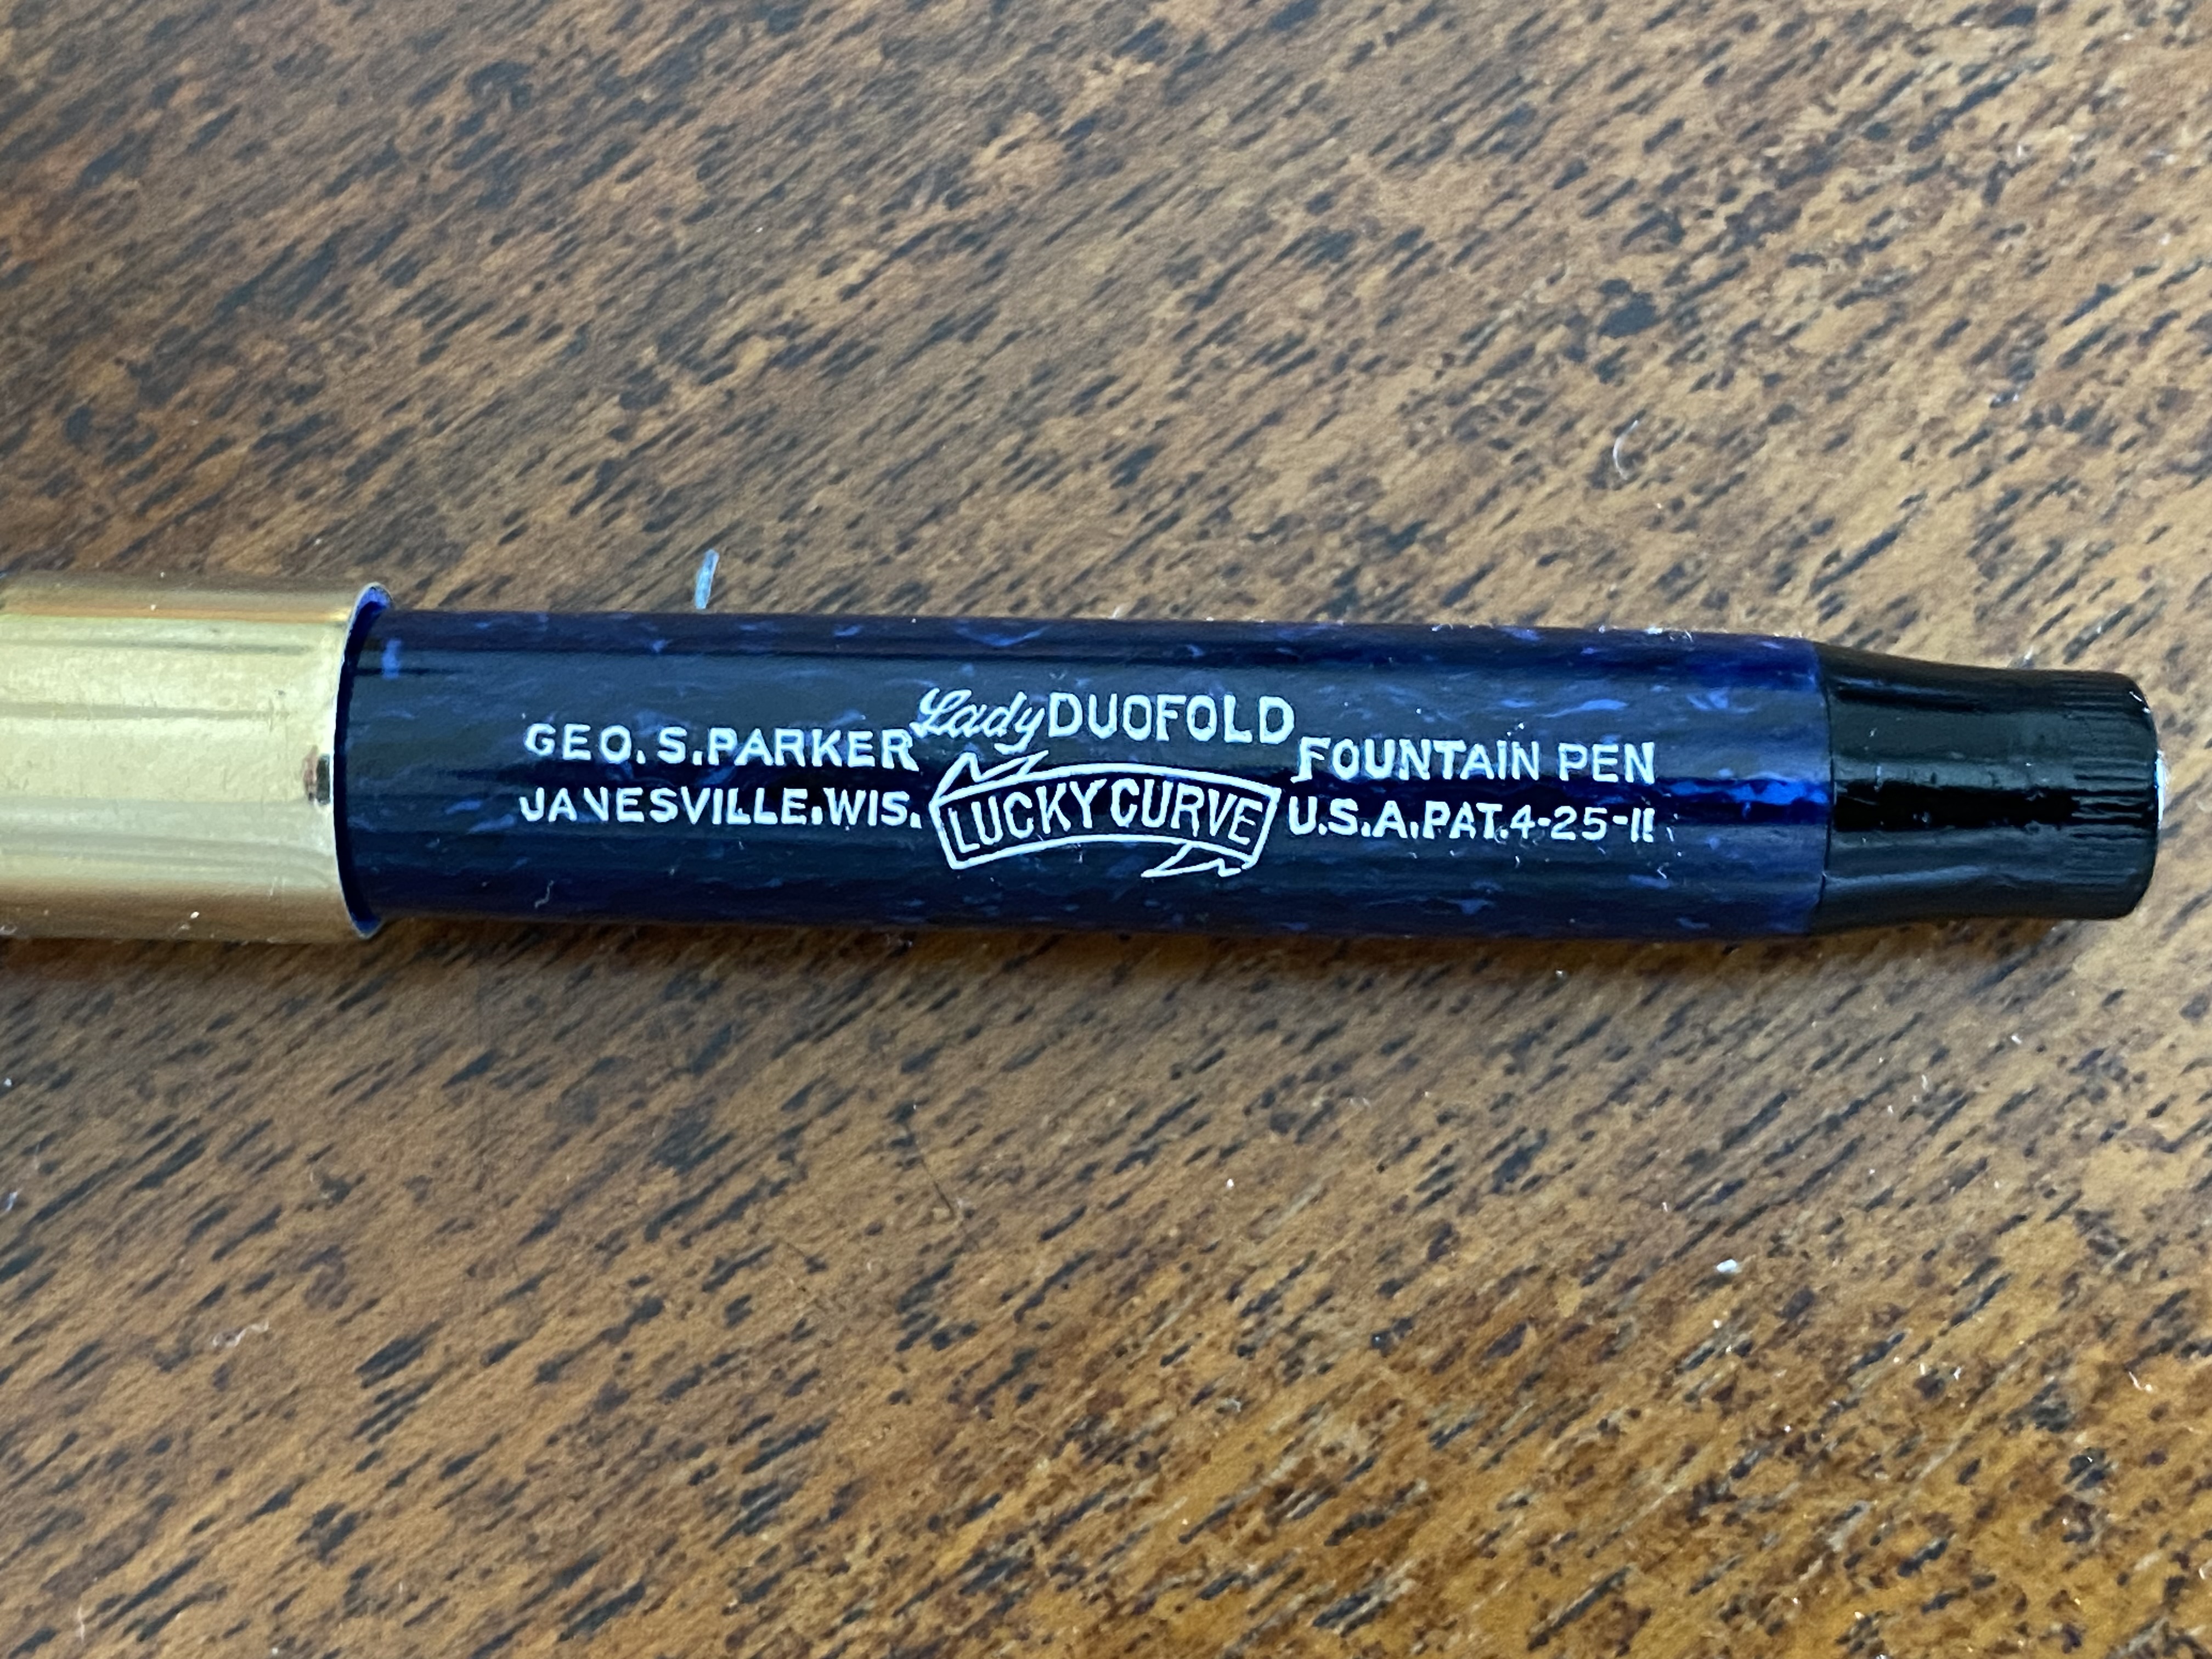 Lady DUOFOLD
GEO. S. PARKER FOUNTAIN PEN
JANESVILLE. WIS. LUCKY CURVE U.S.A. PAT. 4-25-11